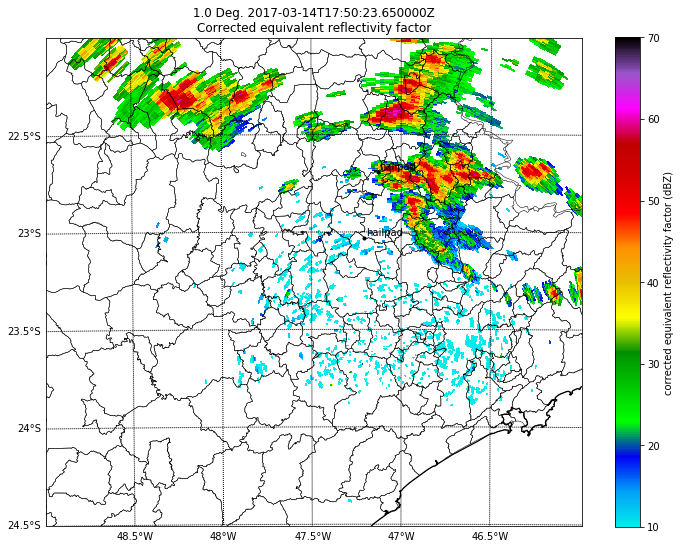 1.0 Deg. 2017-03-14T17:50:23.650000Z
Corrected equivalent reflectivity factor
70
60
50
40
30
20
10
corrected equivalent reflectivity factor (dBZ)
22.5°S
23°S
23.5°S
24°S
24.5°S
48.5°W
48°W
47.5°W
47°W
46.5°W
hailpad
hailpad